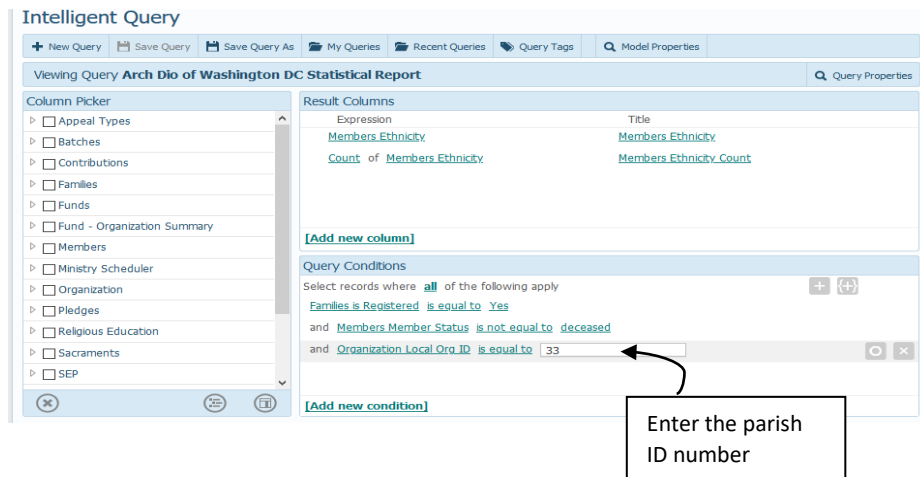 Intelligent Query
New Query Save Query Save Query As My Queries Recent Queries Query Tags Model Properties
Viewing Query Arch Dio of Washington DC Statistical Report Query Properties
Column Picker
Appeal Types
Batches
Contributions
Families
Funds
Fund - Organization Summary
Members
Ministry Scheduler
Organization
Pledges
Religious Education
Sacraments
SEP
Result Columns
Expression Title
Members Ethnicity Members Ethnicity
Count of Members Ethnicity Members Ethnicity Count
[Add new column]
Query Conditions
Select records where all of the following apply
Families is Registered is equal to Yes
and Members Member Status is not equal to deceased
and Organization Local Org ID is equal to 33
[Add new condition]
Enter the parish
ID number